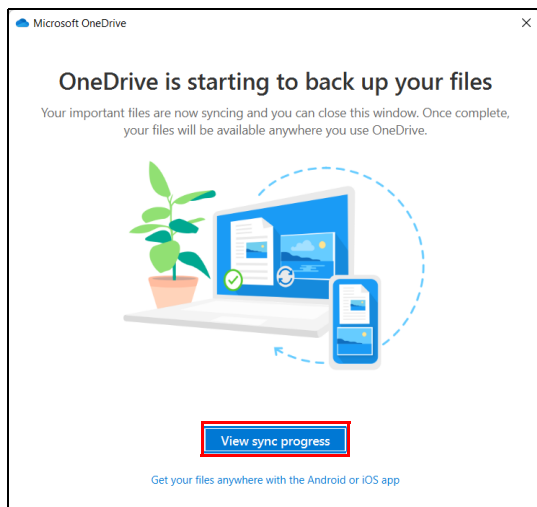 Microsoft OneDrive
OneDrive is starting to back up your files
Your important files are now syncing and you can close this window. Once complete,
your files will be available anywhere you use OneDrive.
View sync progress
Get your files anywhere with the Android or iOS app